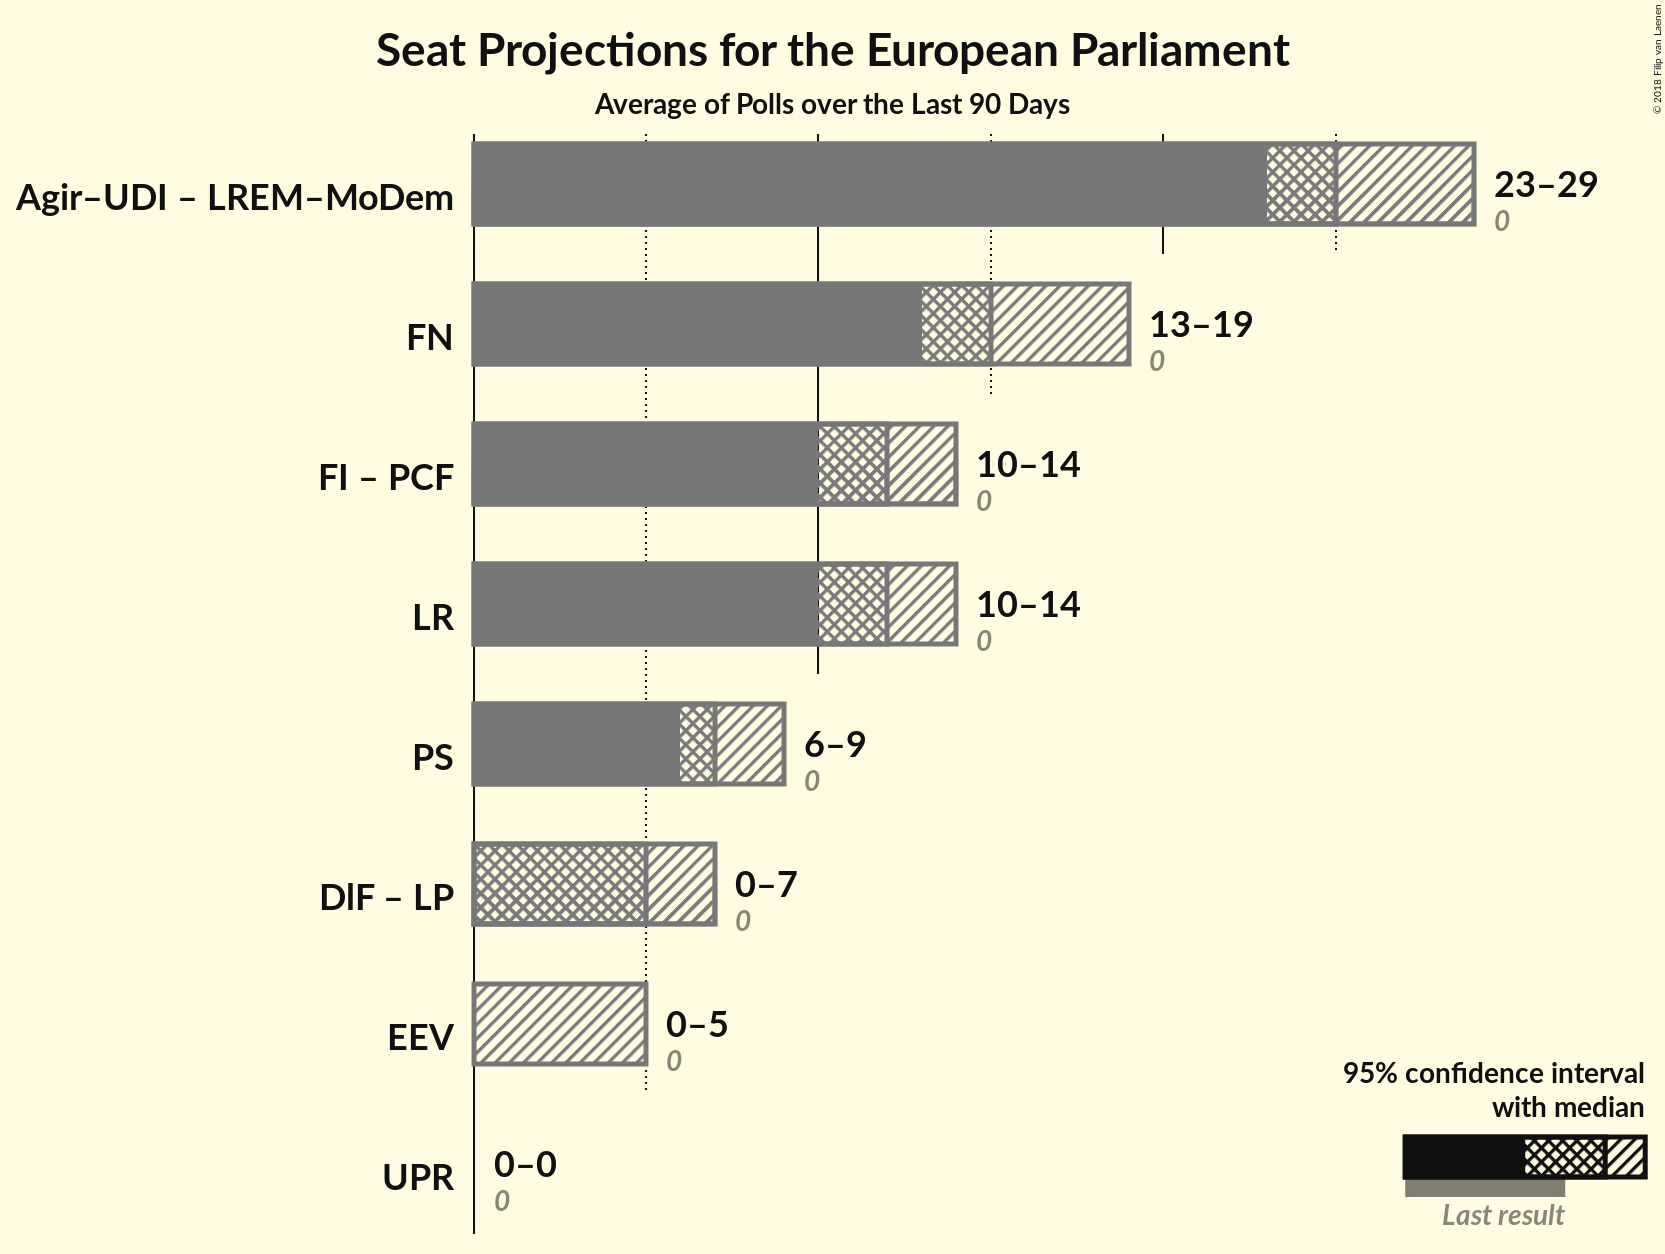 Seat Projections for the European Parliament
Average of Polls over the Last 90 Days
© 2018 Filip van Laenen
Agir–UDI – LREM–MoDem
23–29
0
FN
13–19
0
FI – PCF
10–14
0
LR
10–14
0
PS
6–9
0
DlF – LP
0–7
0
EEV
0–5
0
UPR
0–0
0
95% confidence interval
with median
Last result